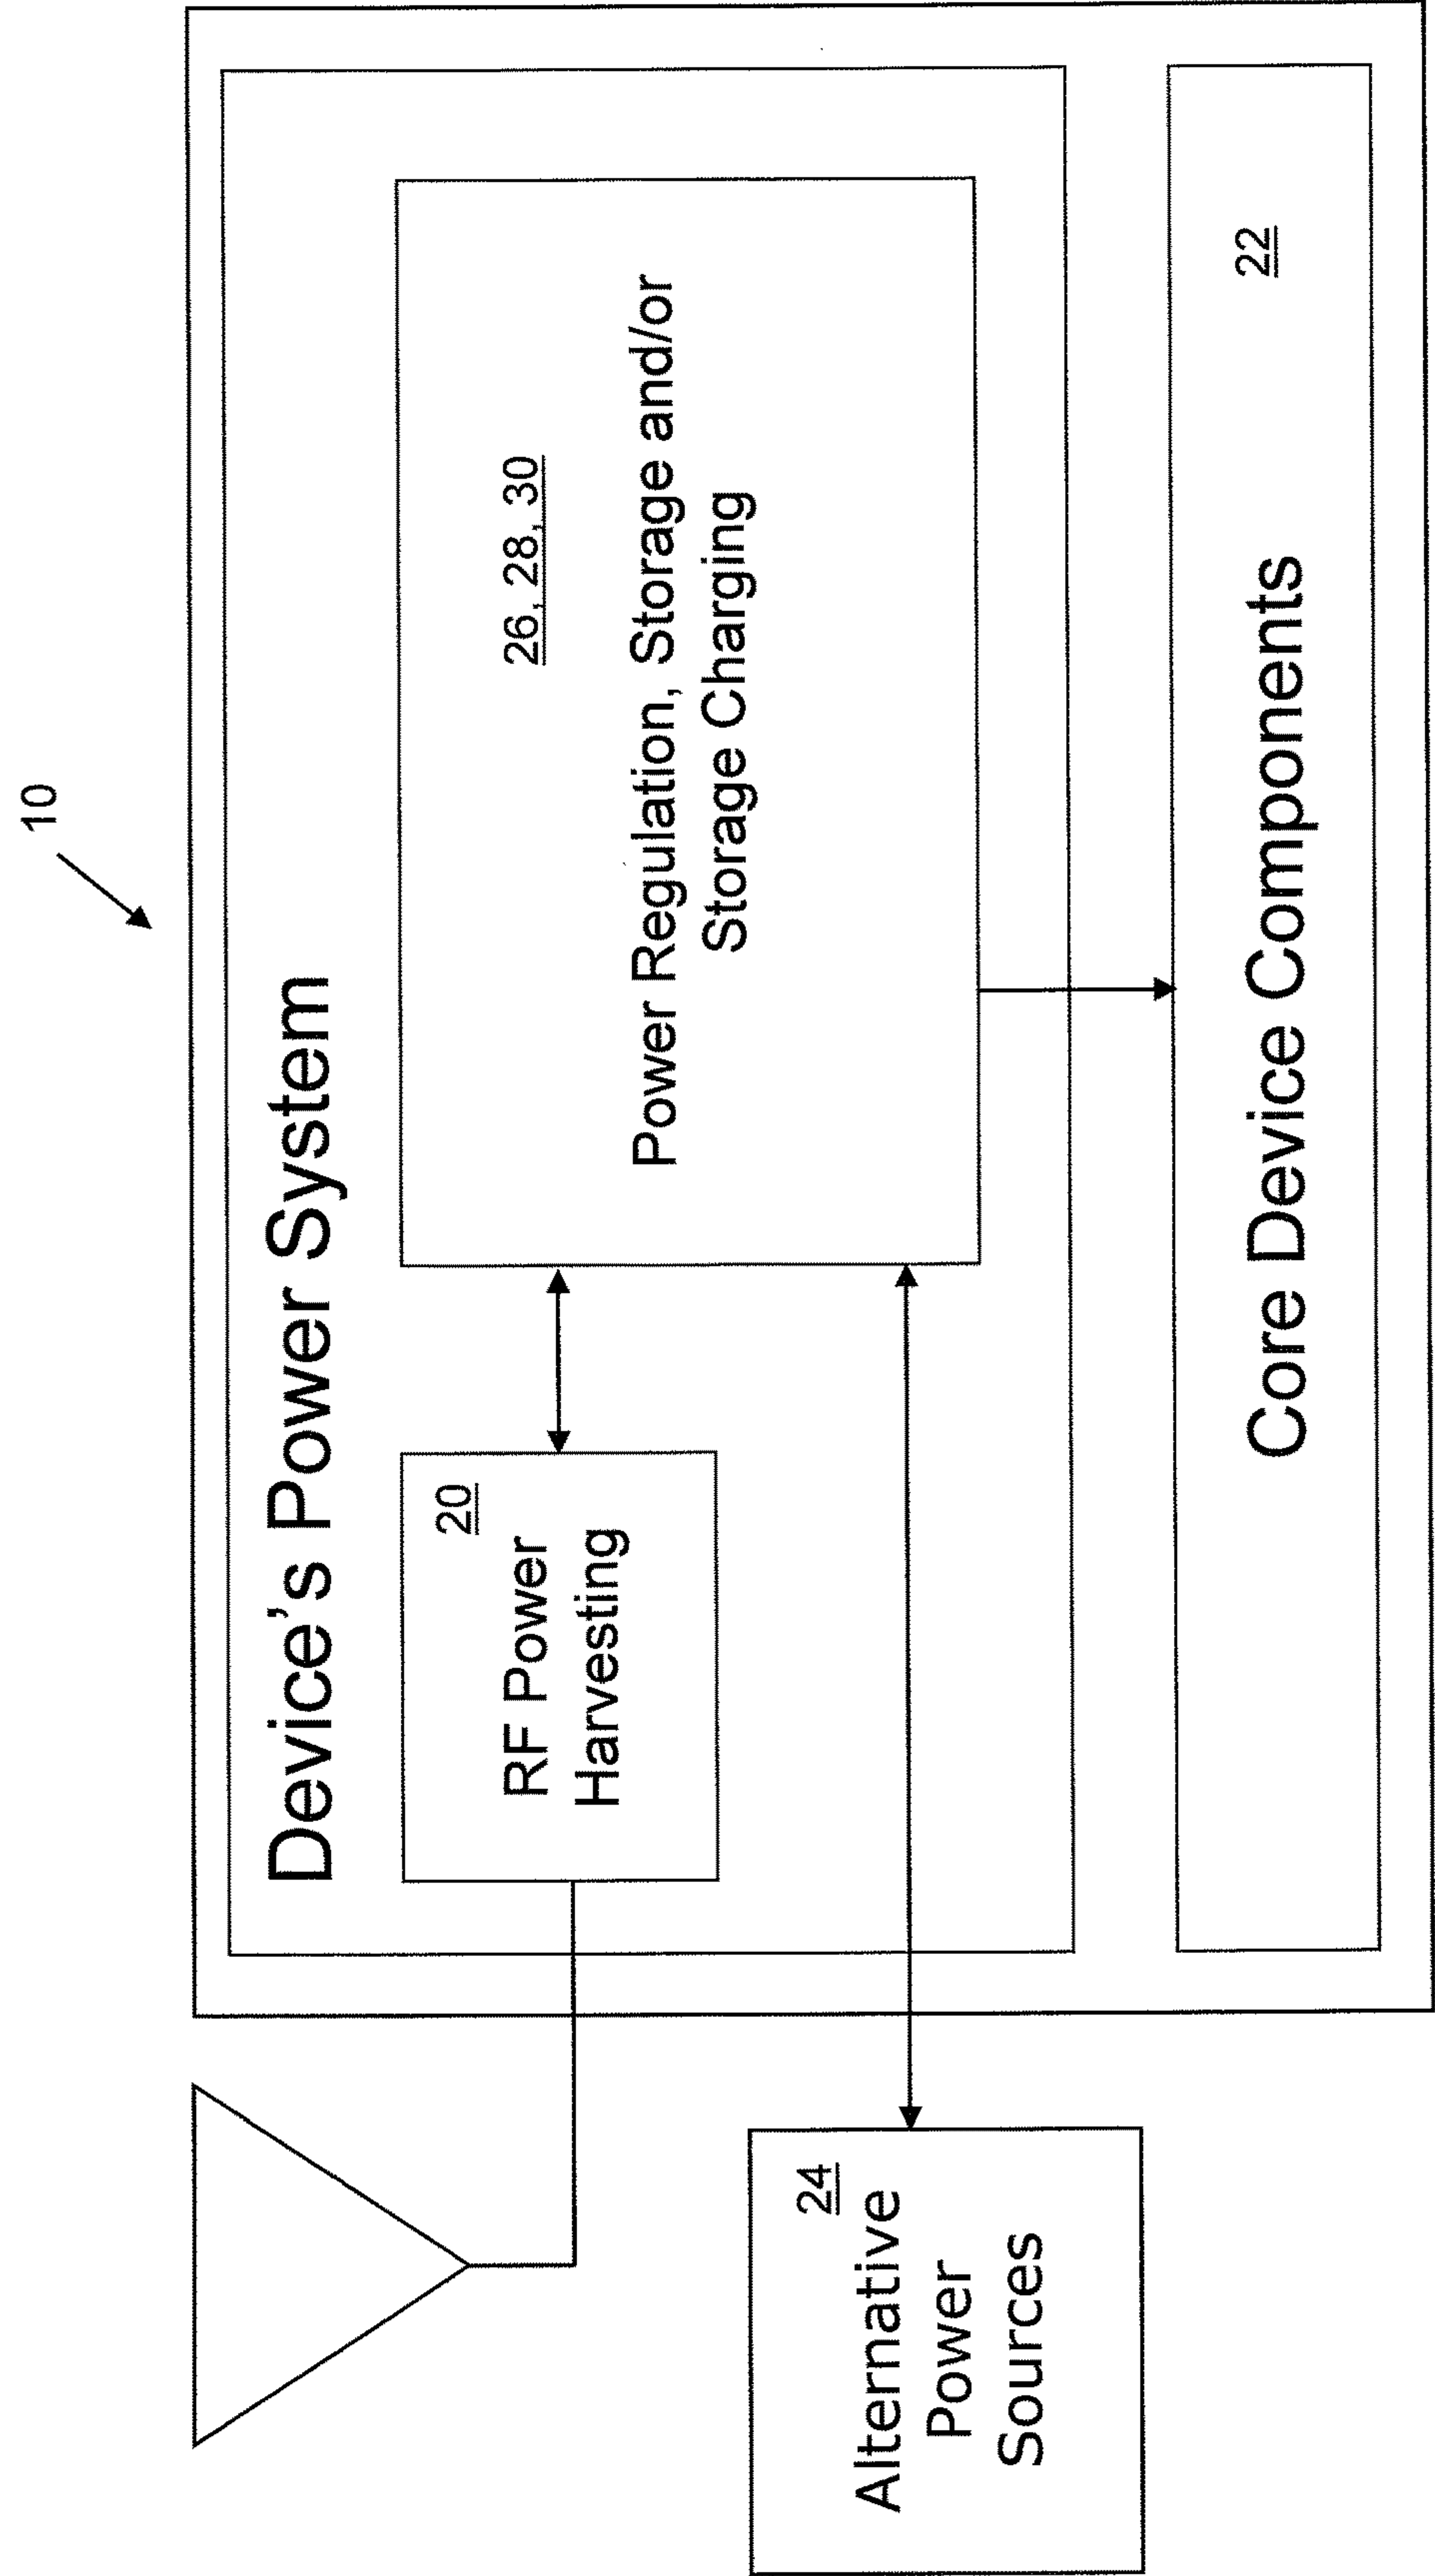 10
Device's Power System
26, 28, 30
Power Regulation, Storage and/or
Storage Charging
20
RF Power
Harvesting
24
Alternative
Power
Sources
22
Core Device Components